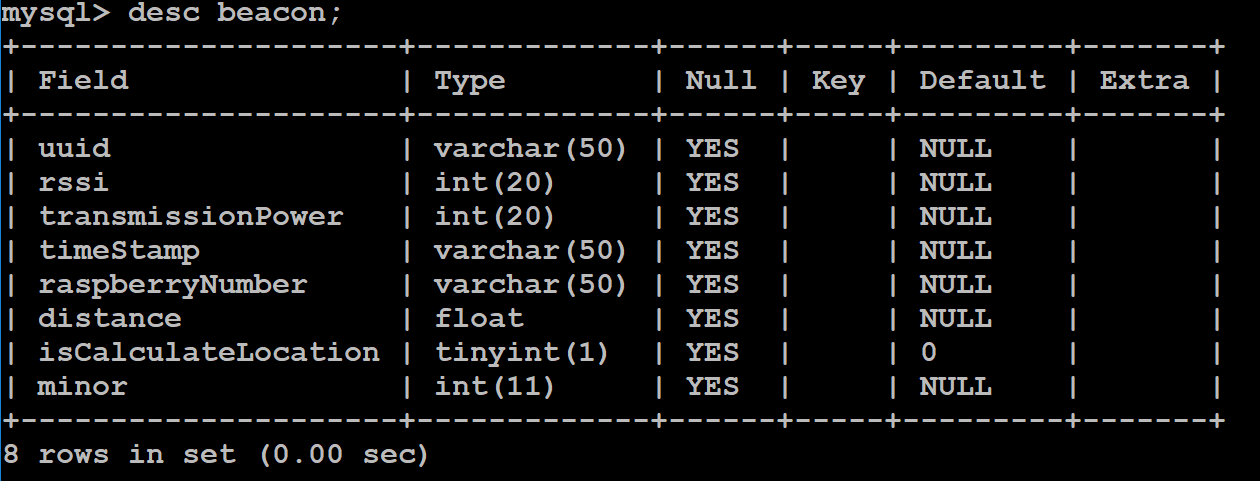 mysql> desc beacon;
+---------------------+-------------+------+-----+---------+-------+
| Field               | Type        | Null | Key | Default | Extra |
+---------------------+-------------+------+-----+---------+-------+
| uuid                | varchar(50) | YES  |     | NULL    |       |
| rssi                | int(20)     | YES  |     | NULL    |       |
| transmissionPower   | int(20)     | YES  |     | NULL    |       |
| timeStamp           | varchar(50) | YES  |     | NULL    |       |
| raspberryNumber     | varchar(50) | YES  |     | NULL    |       |
| distance            | float       | YES  |     | NULL    |       |
| isCalculateLocation | tinyint(1)  | YES  |     | 0       |       |
| minor               | int(11)     | YES  |     | NULL    |       |
+---------------------+-------------+------+-----+---------+-------+
8 rows in set (0.00 sec)